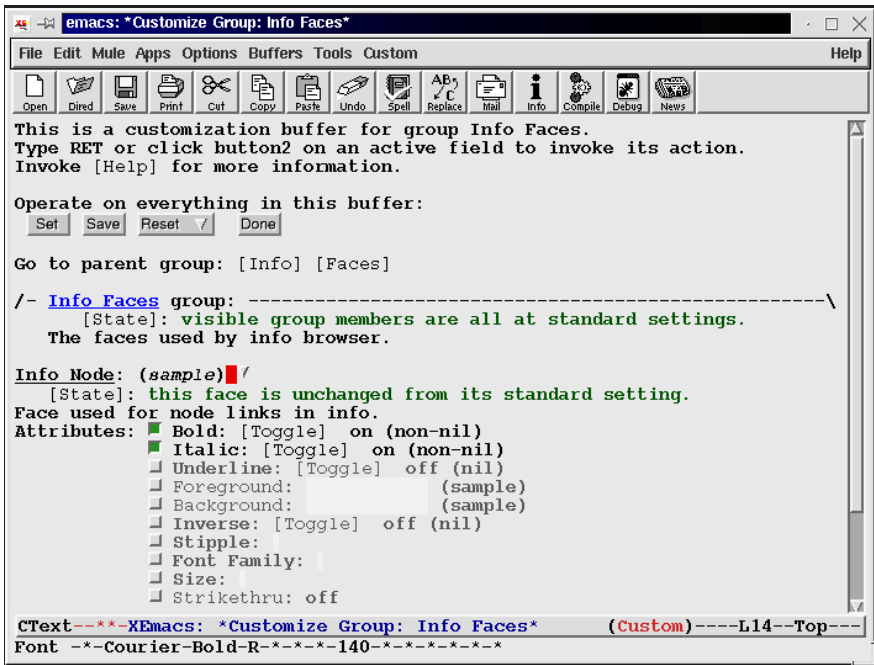 emacs: *Customize Group: Info Faces*
File Edit Mule Apps Options Buffers Tools Custom Help
Open Dired Save Print Cut Copy Paste Undo Spell Replace Mail Info Compile Debug News
This is a customization buffer for group Info Faces.
Type RET or click button2 on an active field to invoke its action.
Invoke [Help] for more information.
Operate on everything in this buffer:
Set Save Reset Done
Go to parent group: [Info] [Faces]
/- Info Faces group: ----------------------------------------------------\
[State]: visible group members are all at standard settings.
The faces used by info browser.
Info Node: (sample)
[State]: this face is unchanged from its standard setting.
Face used for node links in info.
Attributes: Bold: [Toggle] on (non-nil)
Italic: [Toggle] on (non-nil)
Underline: [Toggle] off (nil)
Foreground: (sample)
Background: (sample)
Inverse: [Toggle] off (nil)
Stipple:
Font Family:
Size:
Strikethru: off
CText--**-XEmacs: *Customize Group: Info Faces* (Custom)----L14--Top---
Font -*-Courier-Bold-R-*-*-*-140-*-*-*-*-*-*